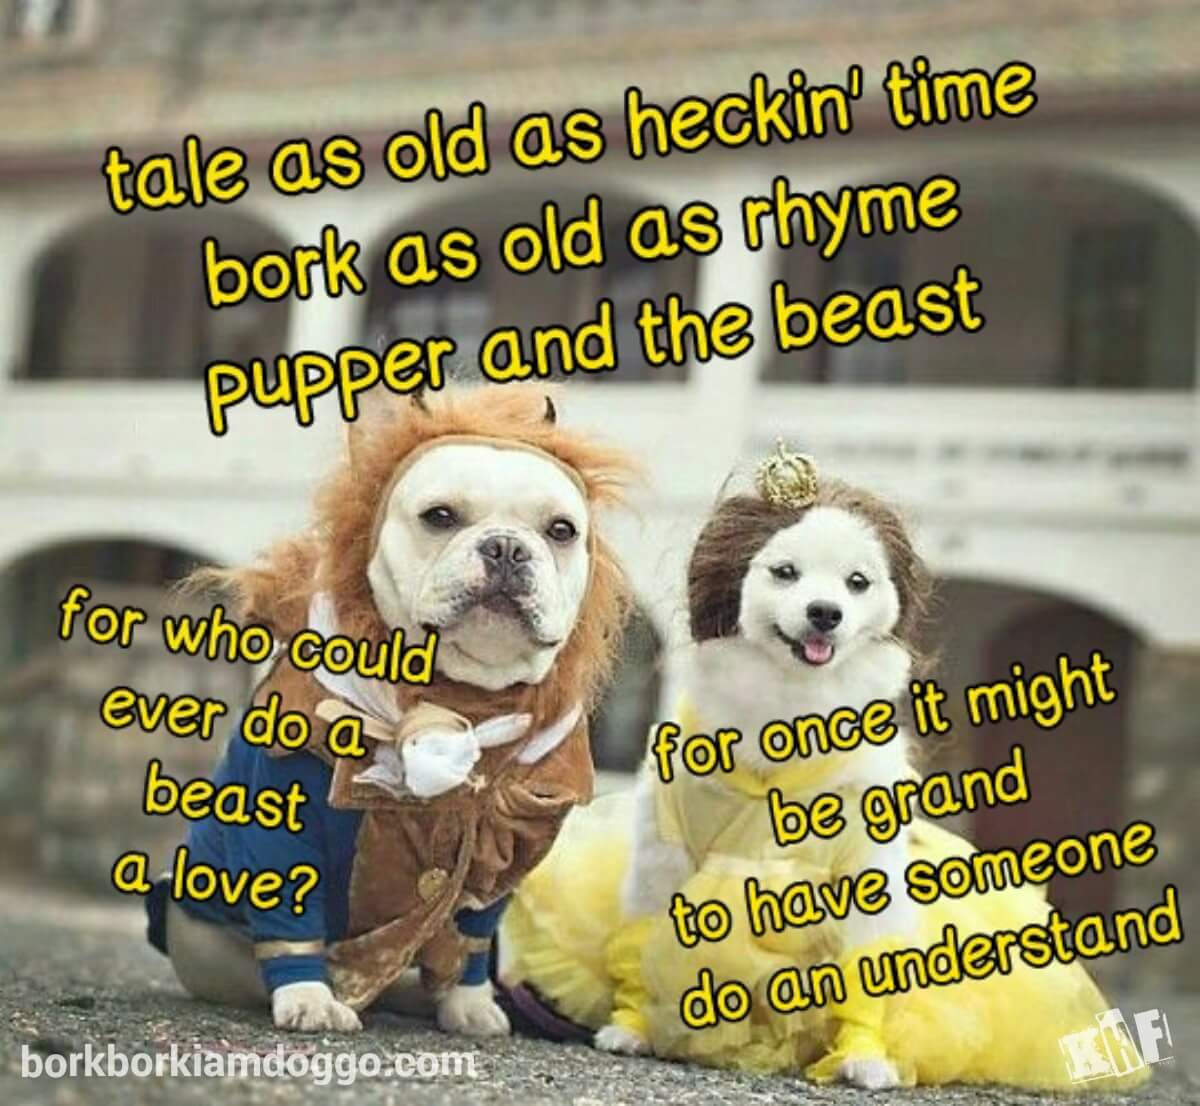 tale as old as heckin' time
bork as old as rhyme
pupper and the beast
for who could
ever do a
beast
a love?
for once it might
be grand
to have someone
do an understand
borkborkiamdoggo.com
KHF